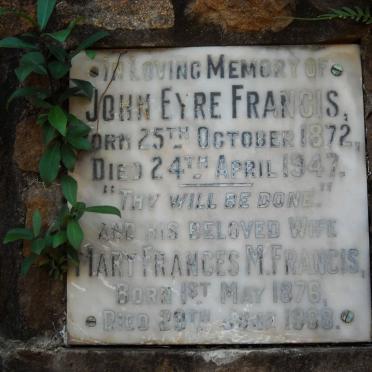 IN LOVING MEMORY OF
JOHN EYRE FRANCIS,
BORN 25TH OCTOBER 1872,
DIED 24TH APRIL 1947.
"THY WILL BE DONE."
AND HIS BELOVED WIFE
MARY FRANCES M. FRANCIS,
BORN 1ST MAY 1876,
DIED 29TH JUNE